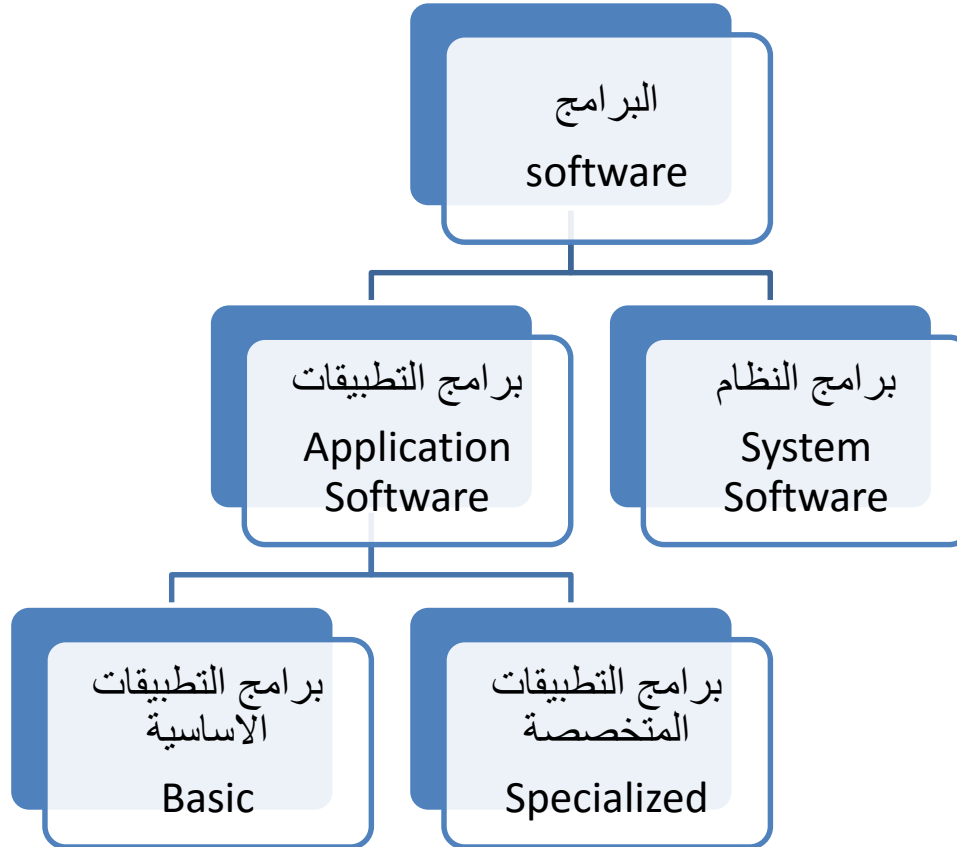 البرامج
software
برامج النظام
System
Software
برامج التطبيقات
Application
Software
برامج التطبيقات
المتخصصة
Specialized
برامج التطبيقات
الاساسية
Basic